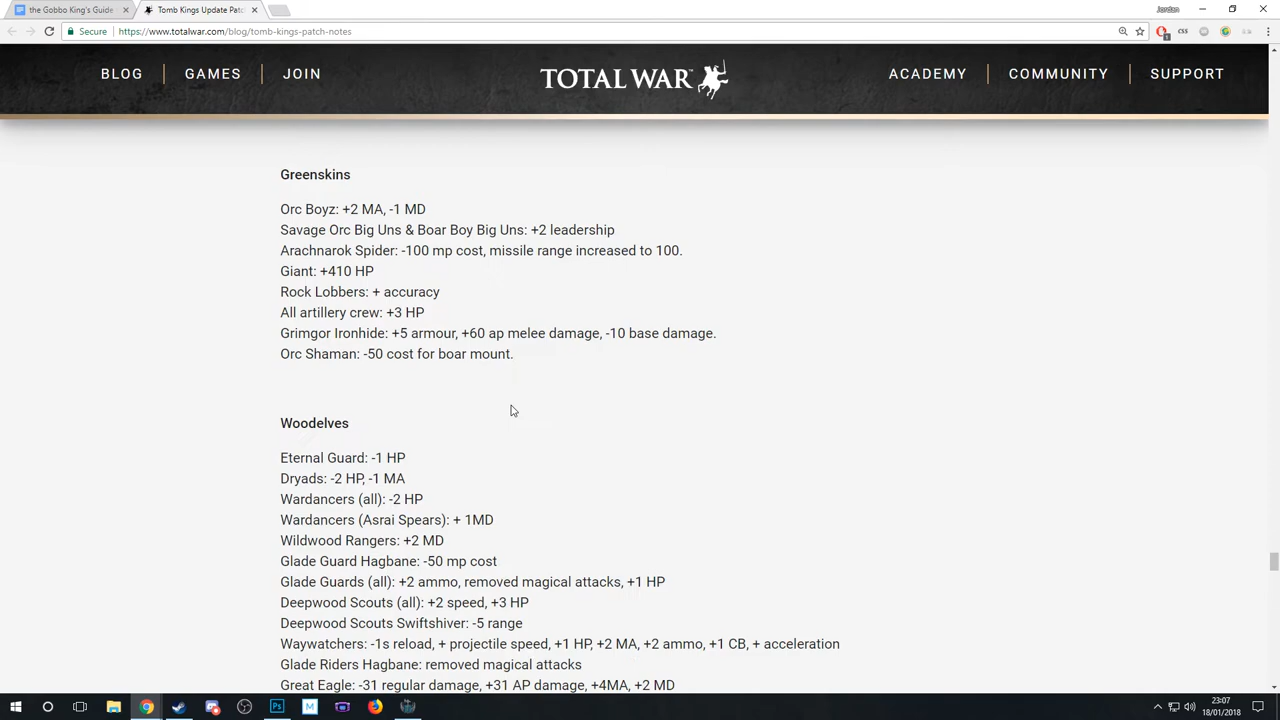 the Gobbo King's Guide
Tomb Kings Update Patc
Jordan
Secure
https://www.totalwar.com/blog/tomb-kings-patch-notes
1
CSS
BLOG
GAMES
JOIN
TOTAL WAR
ACADEMY
COMMUNITY
SUPPORT
Greenskins
Orc Boyz: +2 MA, -1 MD
Savage Orc Big Uns & Boar Boy Big Uns: +2 leadership
Arachnarok Spider: -100 mp cost, missile range increased to 100.
Giant: +410 HP
Rock Lobbers: + accuracy
All artillery crew: +3 HP
Grimgor Ironhide: +5 armour, +60 ap melee damage, -10 base damage.
Orc Shaman: -50 cost for boar mount.
Woodelves
Eternal Guard: -1 HP
Dryads: -2 HP, -1 MA
Wardancers (all): -2 HP
Wardancers (Asrai Spears): + 1MD
Wildwood Rangers: +2 MD
Glade Guard Hagbane: -50 mp cost
Glade Guards (all): +2 ammo, removed magical attacks, +1 HP
Deepwood Scouts (all): +2 speed, +3 HP
Deepwood Scouts Swiftshiver: -5 range
Waywatchers: -1s reload, + projectile speed, +1 HP, +2 MA, +2 ammo, +1 CB, + acceleration
Glade Riders Hagbane: removed magical attacks
Great Eagle: -31 regular damage, +31 AP damage, +4MA, +2 MD
Ps
M
23:07
18/01/2018